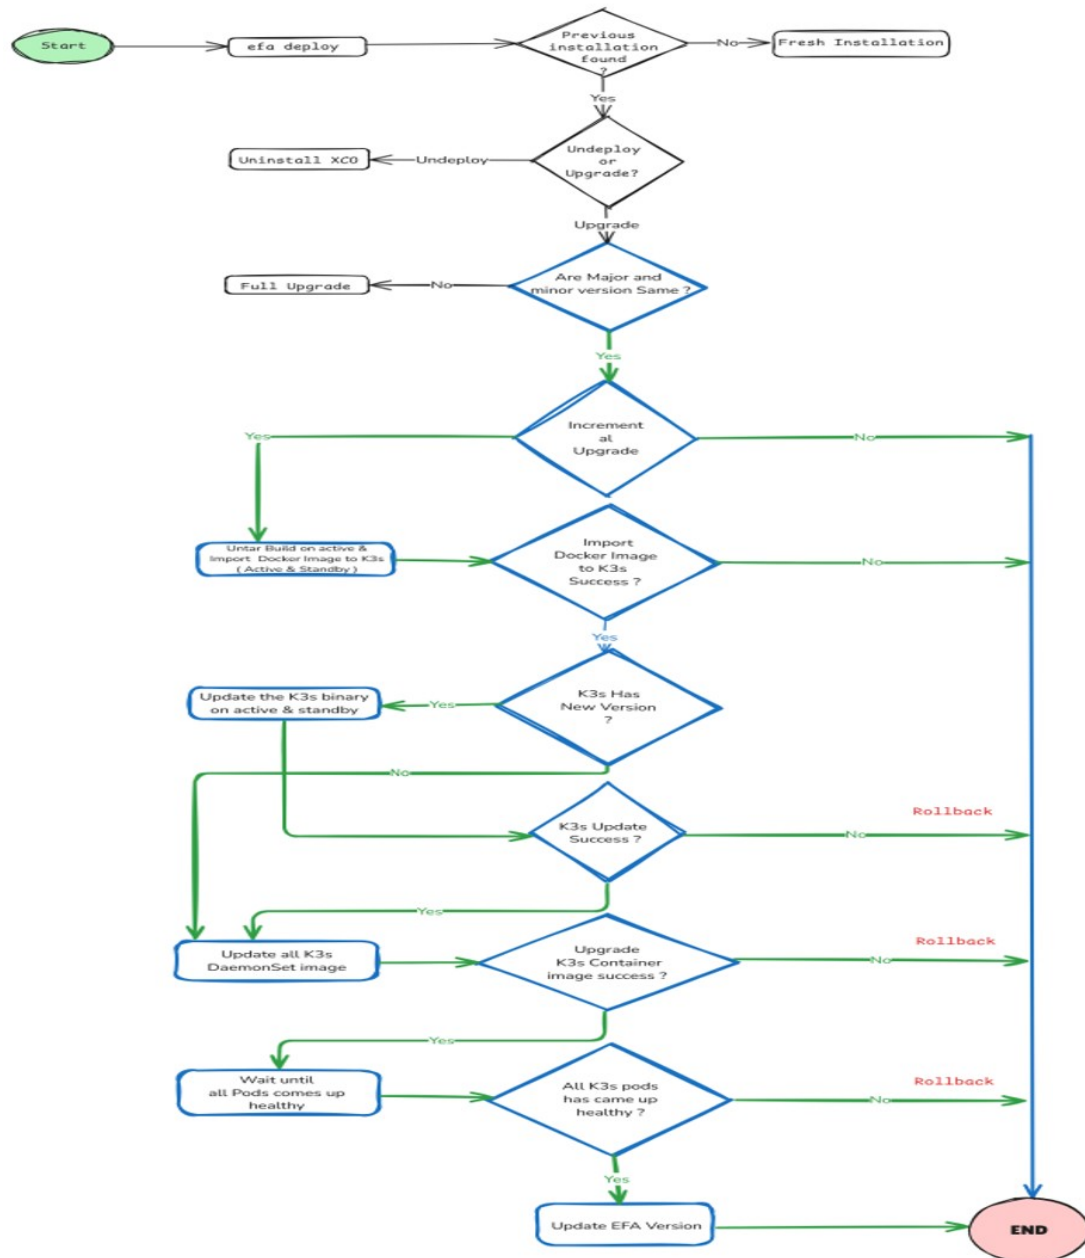 Start
efa deploy
Previous
installation
found
?
No
Fresh Installation
Yes
Undeploy
or
Upgrade?
Undeploy
Uninstall XCO
Upgrade
Are Major and
minor version Same ?
No
Full Upgrade
Yes
Increment
al
Upgrade
Yes
No
Untar Build on active &
Import Docker Image to K3s
( Active & Standby )
Import
Docker Image
to K3s
Success ?
No
Yes
K3s Has
New Version
?
Yes
Update the K3s binary
on active & standby
No
K3s Update
Success ?
Rollback
No
Yes
Update all K3s
DaemonSet image
Upgrade
K3s Container
image success ?
Rollback
No
Yes
Wait until
all Pods comes up
healthy
All K3s pods
has came up
healthy ?
Rollback
No
Yes
Update EFA Version
END